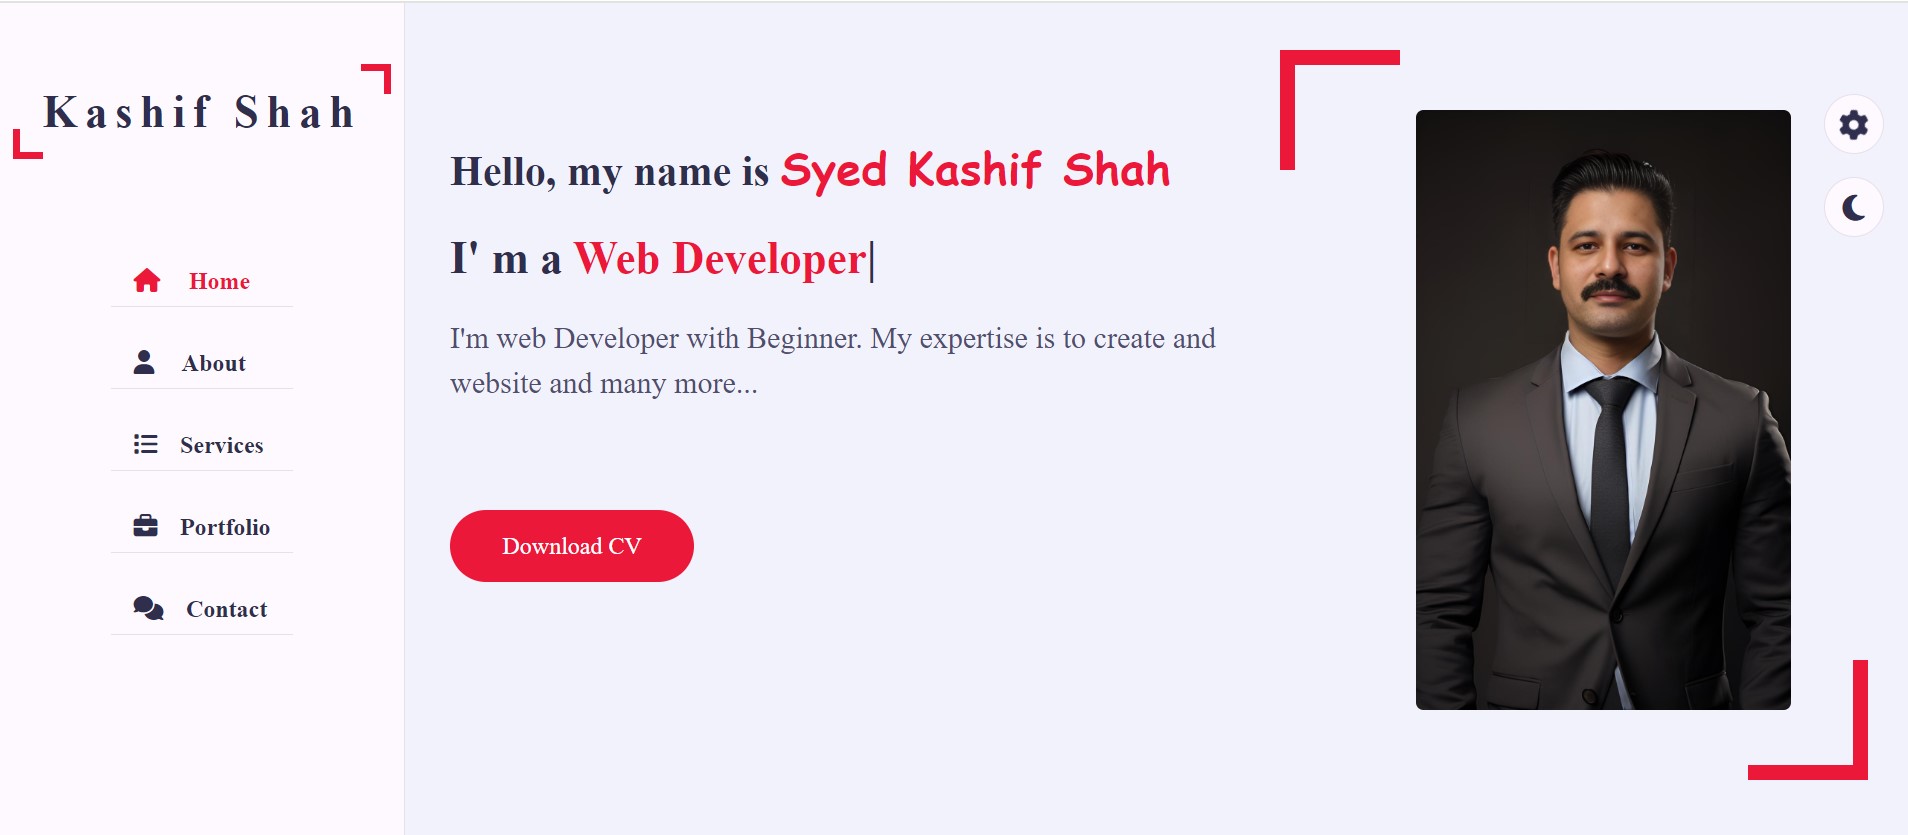 Kashif Shah
Home
About
Services
Portfolio
Contact
Hello, my name is Syed Kashif Shah
I' m a Web Developer|
I'm web Developer with Beginner. My expertise is to create and
website and many more...
Download CV